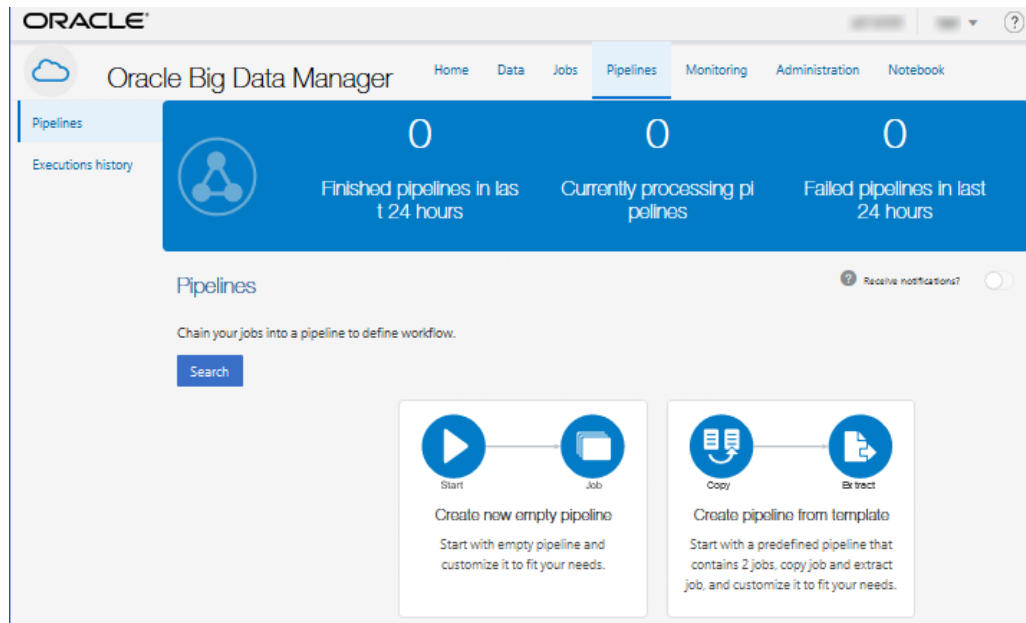 ORACLE®
Oracle Big Data Manager
Home Data Jobs Pipelines Monitoring Administration Notebook
Pipelines
Executions history
0
Finished pipelines in las
t 24 hours
0
Currently processing pi
pelines
0
Failed pipelines in last
24 hours
Pipelines
? Receive notifications?
Chain your jobs into a pipeline to define workflow.
Search
Start
Job
Create new empty pipeline
Start with empty pipeline and
customize it to fit your needs.
Copy
Extract
Create pipeline from template
Start with a predefined pipeline that
contains 2 jobs, copy job and extract
job, and customize it to fit your needs.